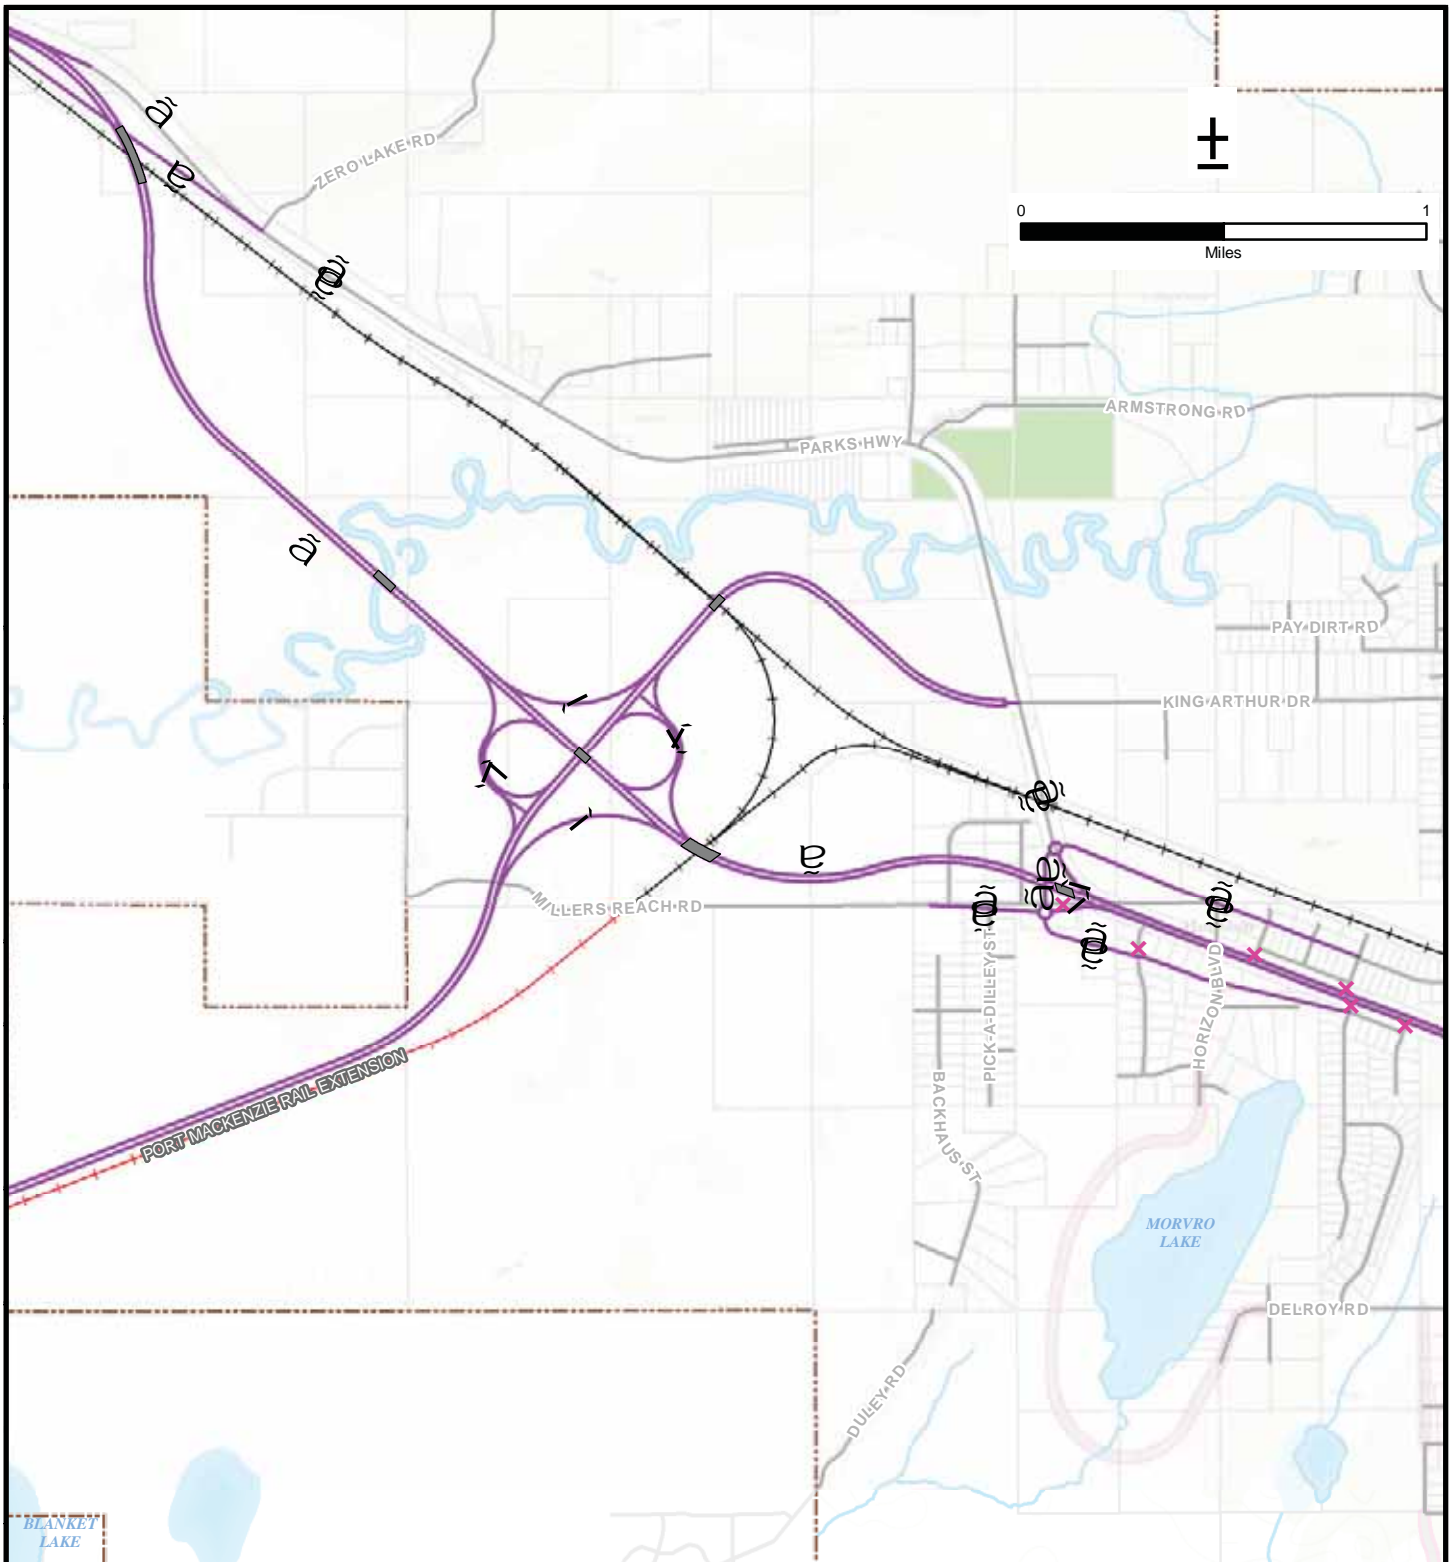 ZERO LAKE RD
±
0 1
Miles
ARMSTRONG RD
PARKS HWY
PAY DIRT RD
KING ARTHUR DR
MILLERS REACH RD
PICK-A-DILLEY ST
HORIZON BLVD
BACKHAUS ST
PORT MACKENZIE RAIL EXTENSION
MORVRO
LAKE
DELROY RD
DULEY RD
BLANKET
LAKE